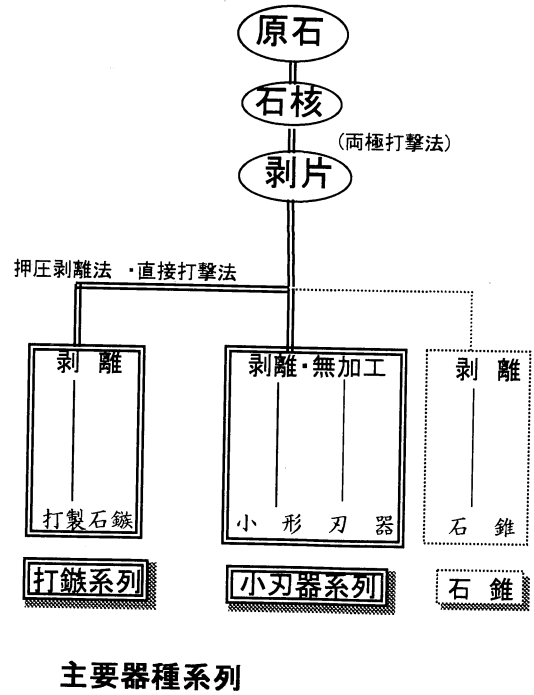 原石
石核
(両極打撃法)
剥片
押圧剥離法 ・直接打撃法
剥 離
剥離・無加工
剥 離
打製石鏃
小 形 刃 器
石 錐
打鏃系列
小刃器系列
石 錐
主要器種系列